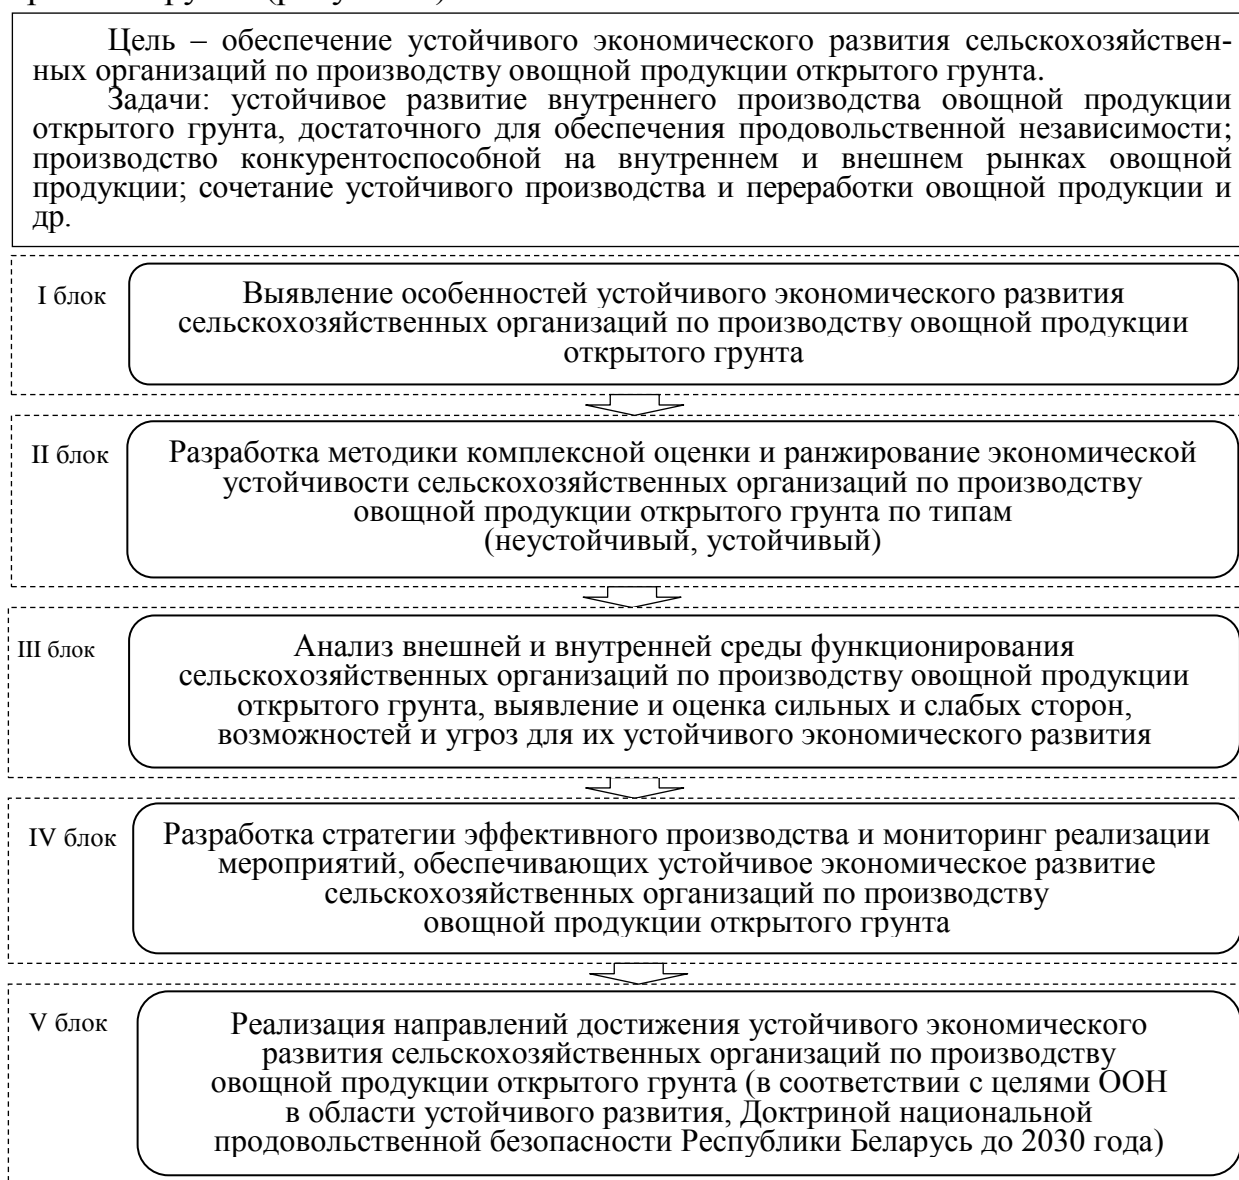 Цель – обеспечение устойчивого экономического развития сельскохозяйствен-
ных организаций по производству овощной продукции открытого грунта.
Задачи: устойчивое развитие внутреннего производства овощной продукции
открытого грунта, достаточного для обеспечения продовольственной независимости;
производство конкурентоспособной на внутреннем и внешнем рынках овощной
продукции; сочетание устойчивого производства и переработки овощной продукции и
др.
I блок
Выявление особенностей устойчивого экономического развития
сельскохозяйственных организаций по производству овощной продукции
открытого грунта
II блок
Разработка методики комплексной оценки и ранжирование экономической
устойчивости сельскохозяйственных организаций по производству
овощной продукции открытого грунта по типам
(неустойчивый, устойчивый)
III блок
Анализ внешней и внутренней среды функционирования
сельскохозяйственных организаций по производству овощной продукции
открытого грунта, выявление и оценка сильных и слабых сторон,
возможностей и угроз для их устойчивого экономического развития
IV блок
Разработка стратегии эффективного производства и мониторинг реализации
мероприятий, обеспечивающих устойчивое экономическое развитие
сельскохозяйственных организаций по производству
овощной продукции открытого грунта
V блок
Реализация направлений достижения устойчивого экономического
развития сельскохозяйственных организаций по производству
овощной продукции открытого грунта (в соответствии с целями ООН
в области устойчивого развития, Доктриной национальной
продовольственной безопасности Республики Беларусь до 2030 года)